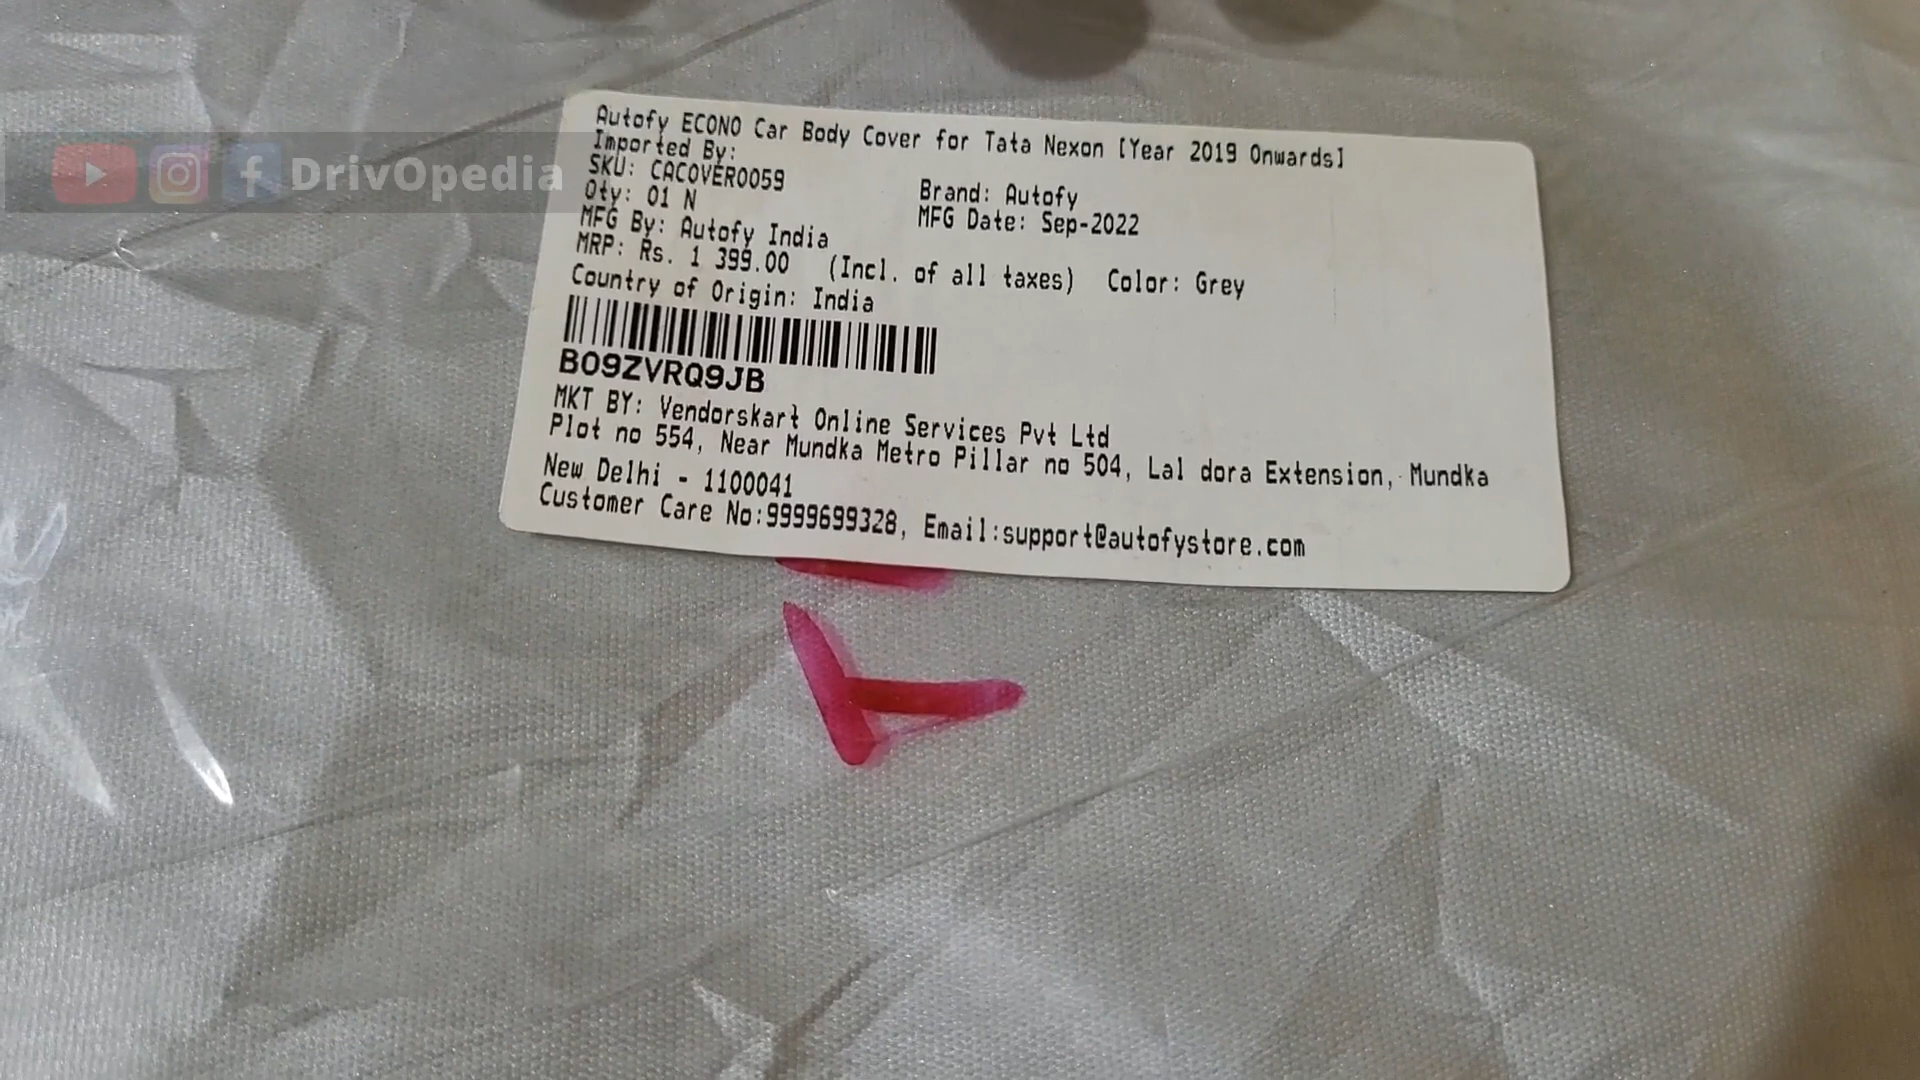 Autofy ECONO Car Body Cover for Tata Nexon [Year 2019 Onwards]
Imported By:
SKU: CACOVER0059
Brand: Autofy
Qty: 01 N
MFG Date: Sep-2022
MFG By: Autofy India
MRP: Rs. 1 399.00 (Incl. of all taxes) Color: Grey
Country of Origin: India
B09ZVRQ9JB
MKT BY: Vendorskart Online Services Pvt Ltd
Plot no 554, Near Mundka Metro Pillar no 504, Lal dora Extension, Mundka
New Delhi - 1100041
Customer Care No:9999699328, Email:support@autofystore.com
DrivOpedia